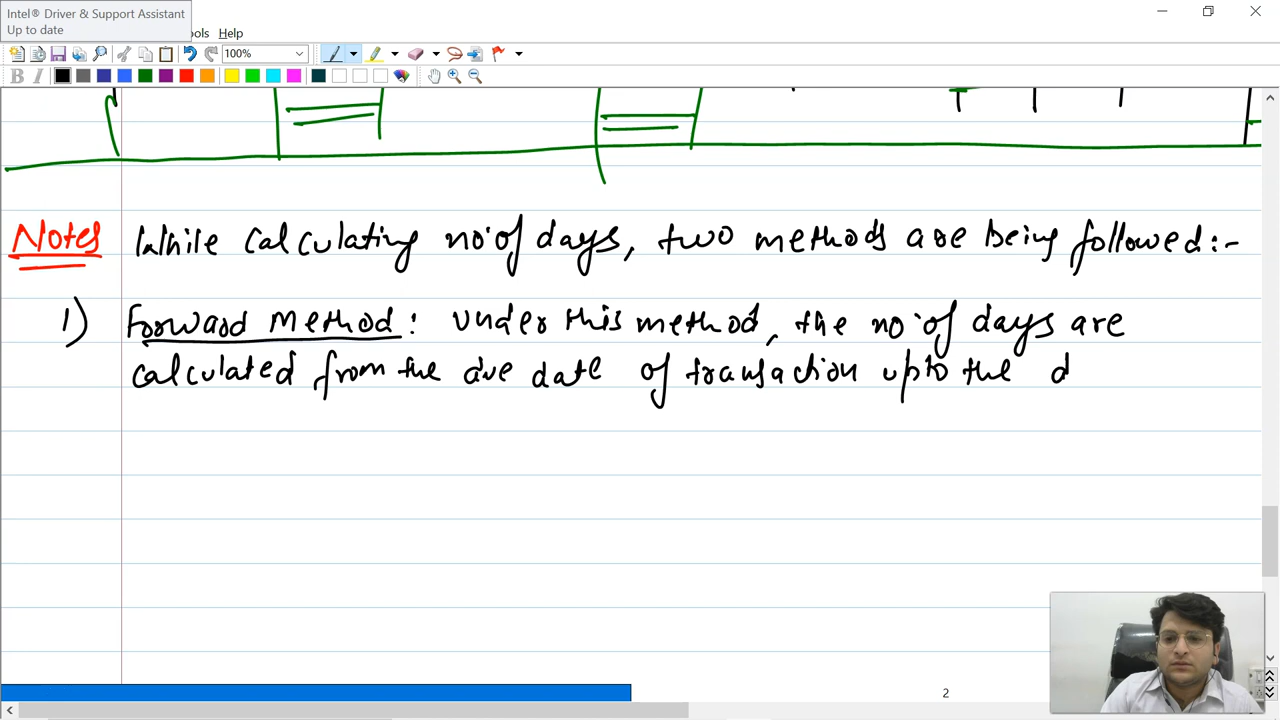 Intel® Driver & Support Assistant
Up to date
ools Help
B I 100%
Notes While calculating no. of days, two methods are being followed:-
1) Forward Method: Under this method, the no. of days are
calculated from the due date of transaction upto the d
2